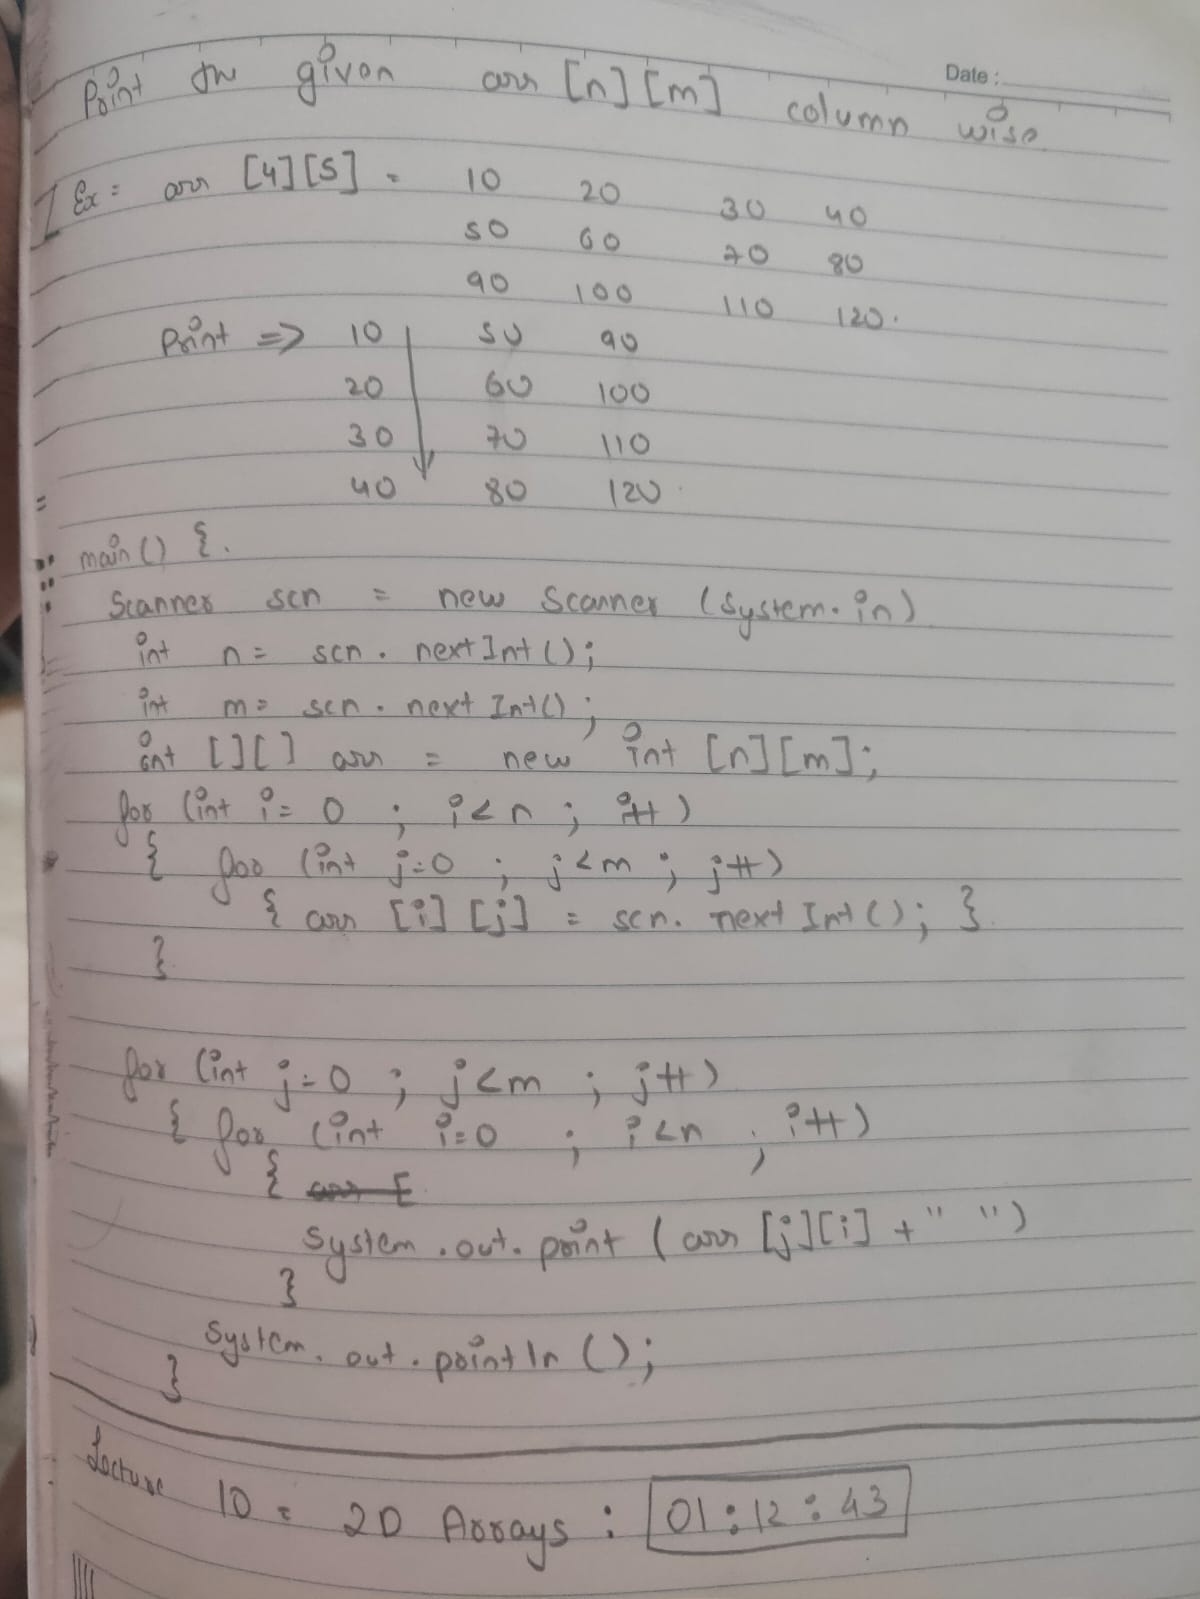 Date :
Print the given arr [n][m] column wise
Ex = arr [4][5] = 10 20 30 40
50 60 70 80
90 100 110 120.
Print => 10 50 90
20 60 100
30 70 110
40 80 120
main () {
Scanner scn = new Scanner (System.in)
int n = scn . next Int ();
int m = scn . next Int();
int [][] arr = new int [n][m];
for (int i = 0 ; i < n ; i++)
{ for (int j=0 ; j<m ; j++)
{ arr [i] [j] = scn. next Int (); }
}
for (int j=0 ; j<m ; j++)
{ for (int i=0 ; i<n ; i++)
{ arr [
System . out. print ( arr [j][i] + " ")
}
System. out . println ();
}
Lecture 10 = 2D Arrays : 01:12:43